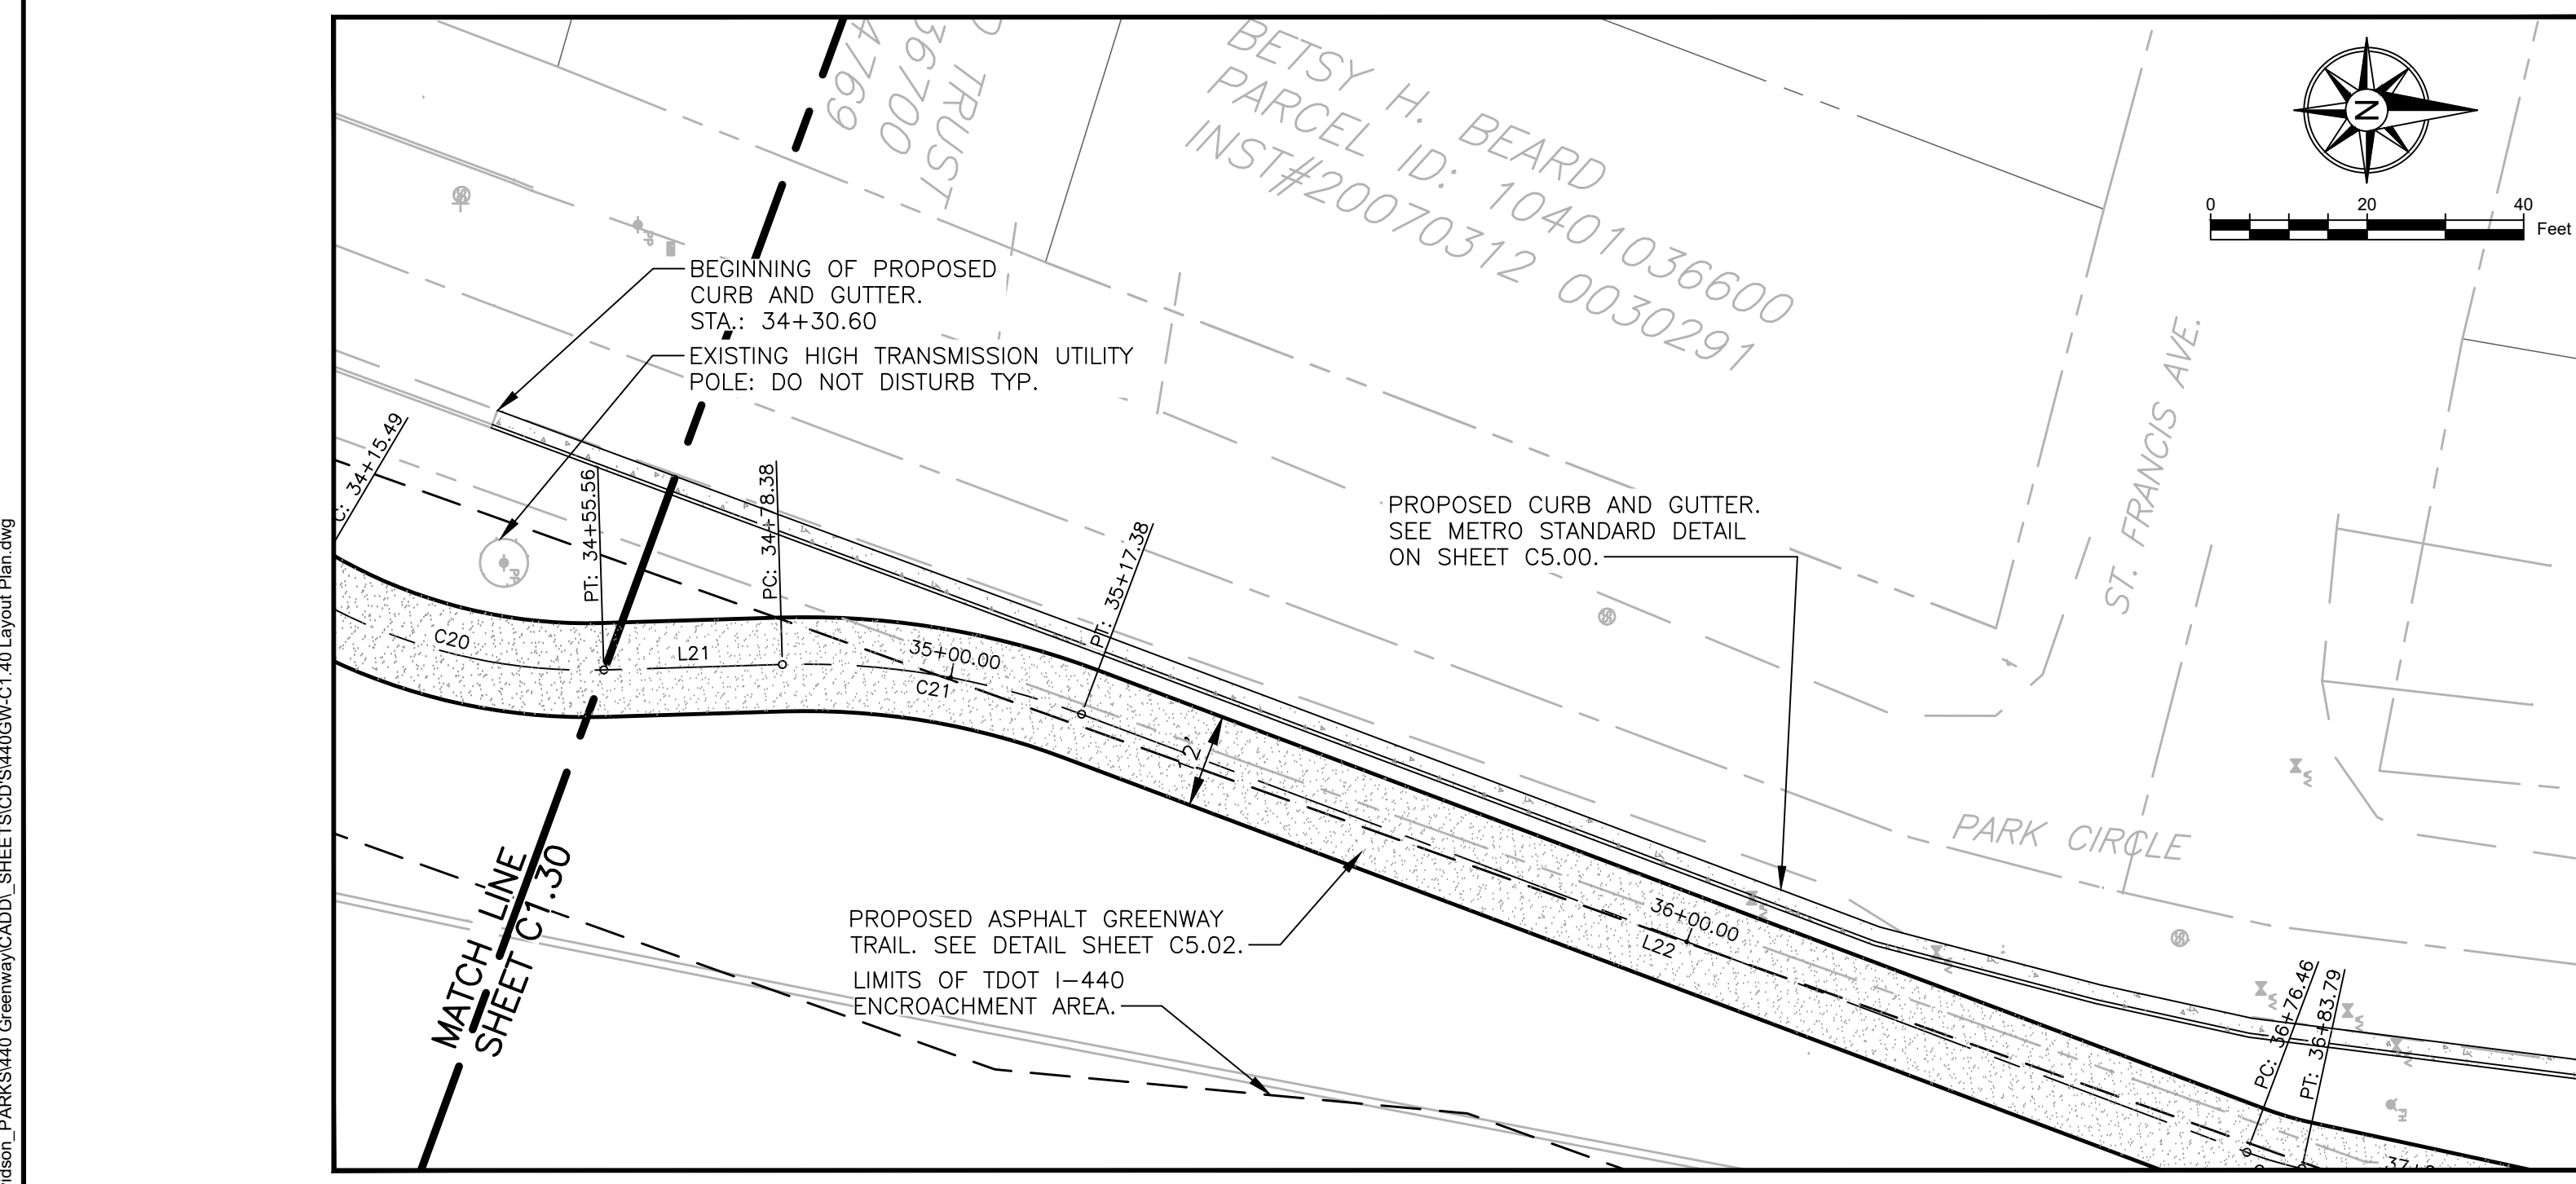 idson_PARKS\440 Greenway\CADD\_SHEETS\CD'S\440GW-C1.40 Layout Plan.dwg
4769
36700
TRUST
BETSY H. BEARD
PARCEL ID: 10401036600
INST#20070312 0030291
N
0 20 40
Feet
BEGINNING OF PROPOSED
CURB AND GUTTER.
STA.: 34+30.60
EXISTING HIGH TRANSMISSION UTILITY
POLE: DO NOT DISTURB TYP.
PP
C: 34+15.49
PT: 34+55.56
PC: 34+78.38
PT: 35+17.38
PP
C20
L21
35+00.00
C21
12'
PROPOSED CURB AND GUTTER.
SEE METRO STANDARD DETAIL
ON SHEET C5.00.
ST. FRANCIS AVE.
PARK CIRCLE
36+00.00
L22
PROPOSED ASPHALT GREENWAY
TRAIL. SEE DETAIL SHEET C5.02.
LIMITS OF TDOT I-440
ENCROACHMENT AREA.
MATCH LINE
SHEET C1.30
PC: 36+76.46
PT: 36+83.79
FH